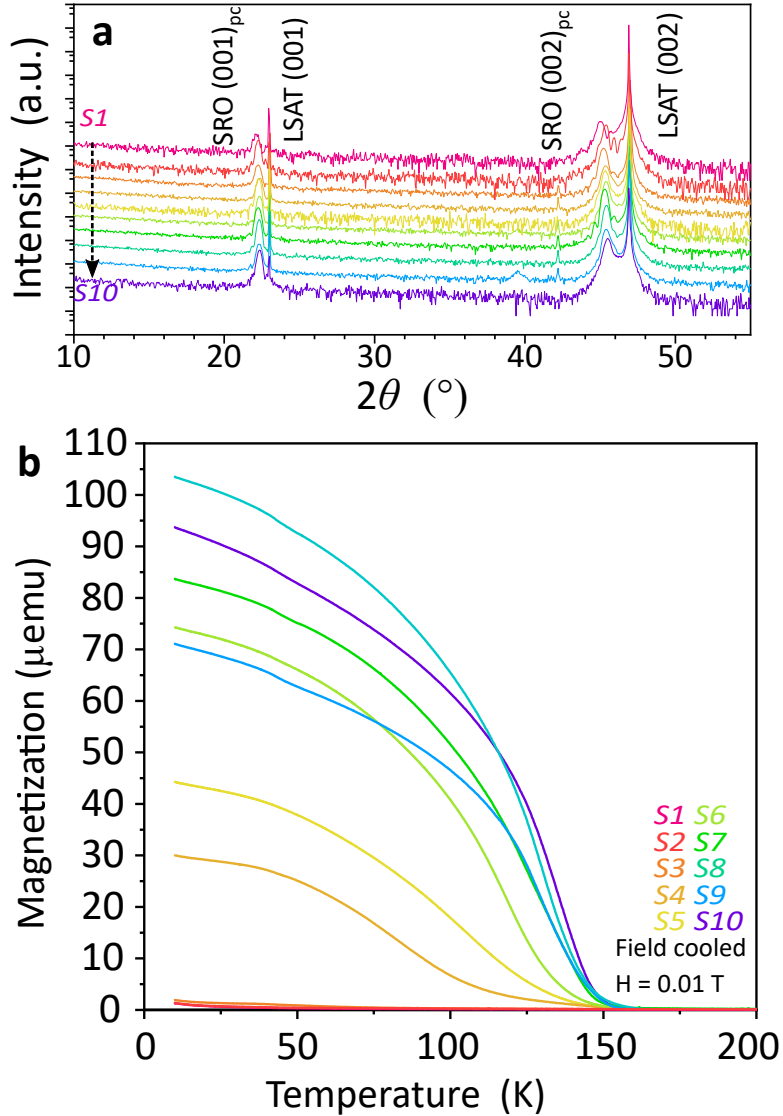 a
SRO (001)pc
LSAT (001)
SRO (002)pc
LSAT (002)
Intensity (a.u.)
S1
S10
10 20 30 40 50
2θ (°)
b
110
100
90
80
70
60
50
40
30
20
10
0
Magnetization (μemu)
S1 S6
S2 S7
S3 S8
S4 S9
S5 S10
Field cooled
H = 0.01 T
0 50 100 150 200
Temperature (K)